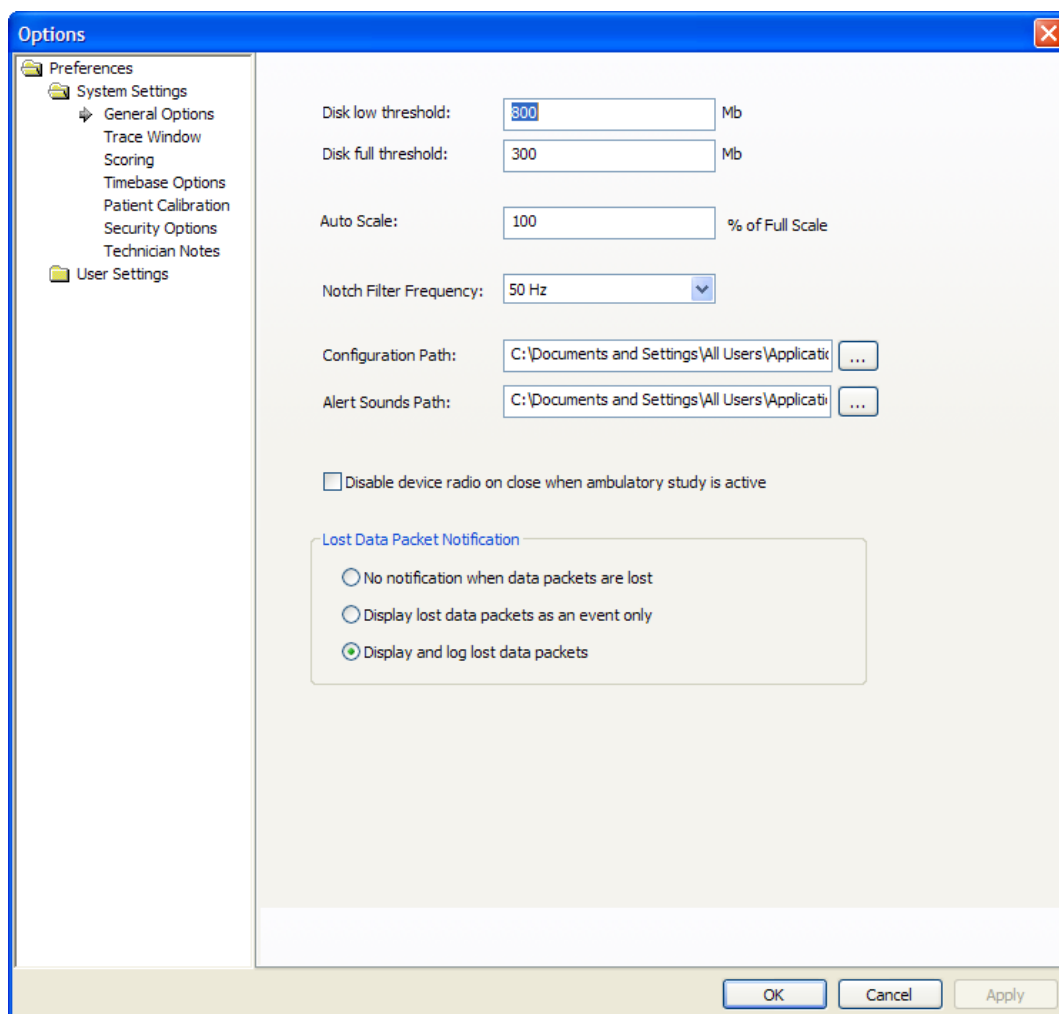 Options
Preferences
System Settings
General Options
Trace Window
Scoring
Timebase Options
Patient Calibration
Security Options
Technician Notes
User Settings
Disk low threshold: 800 Mb
Disk full threshold: 300 Mb
Auto Scale: 100 % of Full Scale
Notch Filter Frequency: 50 Hz
Configuration Path: C:\Documents and Settings\All Users\Applicatic ...
Alert Sounds Path: C:\Documents and Settings\All Users\Applicati ...
Disable device radio on close when ambulatory study is active
Lost Data Packet Notification
No notification when data packets are lost
Display lost data packets as an event only
Display and log lost data packets
OK Cancel Apply